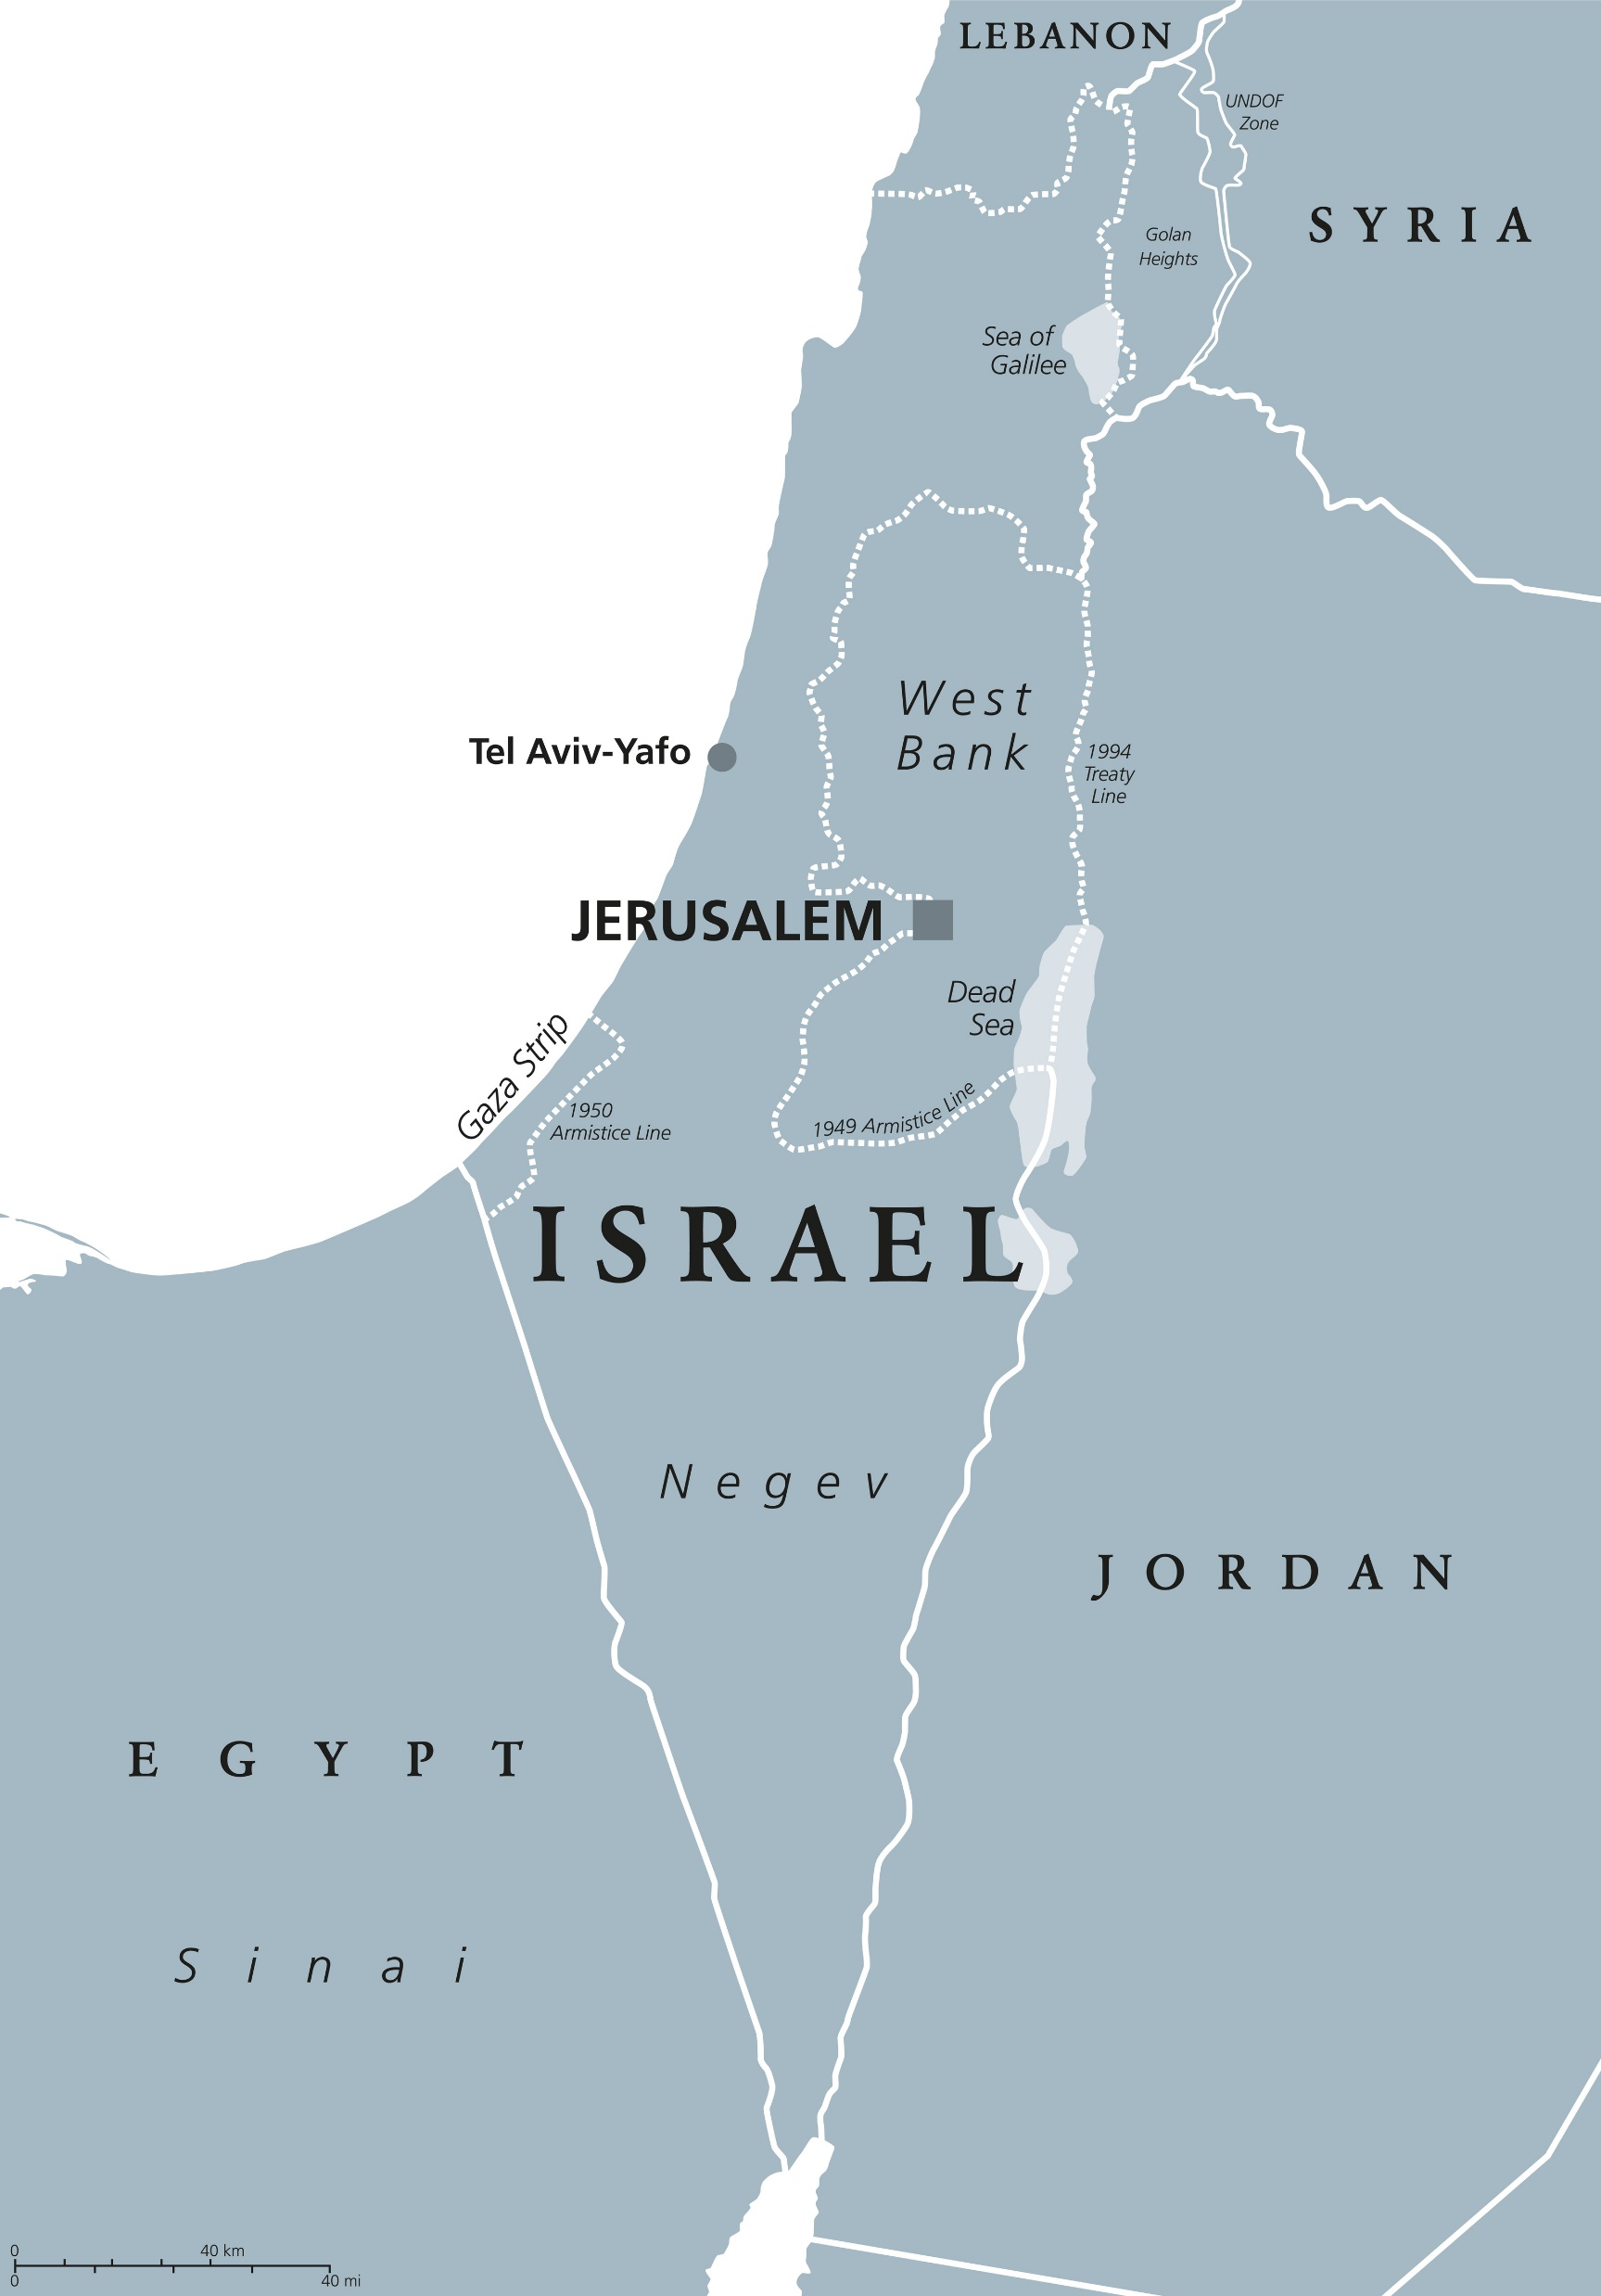 LEBANON
UNDOF
Zone
SYRIA
Golan
Heights
Sea of
Galilee
West
Bank
Tel Aviv-Yafo
1994
Treaty
Line
JERUSALEM
Dead
Sea
Gaza Strip
1950
Armistice Line
1949 Armistice Line
ISRAEL
Negev
JORDAN
EGYPT
Sinai
0 40 km
0 40 mi